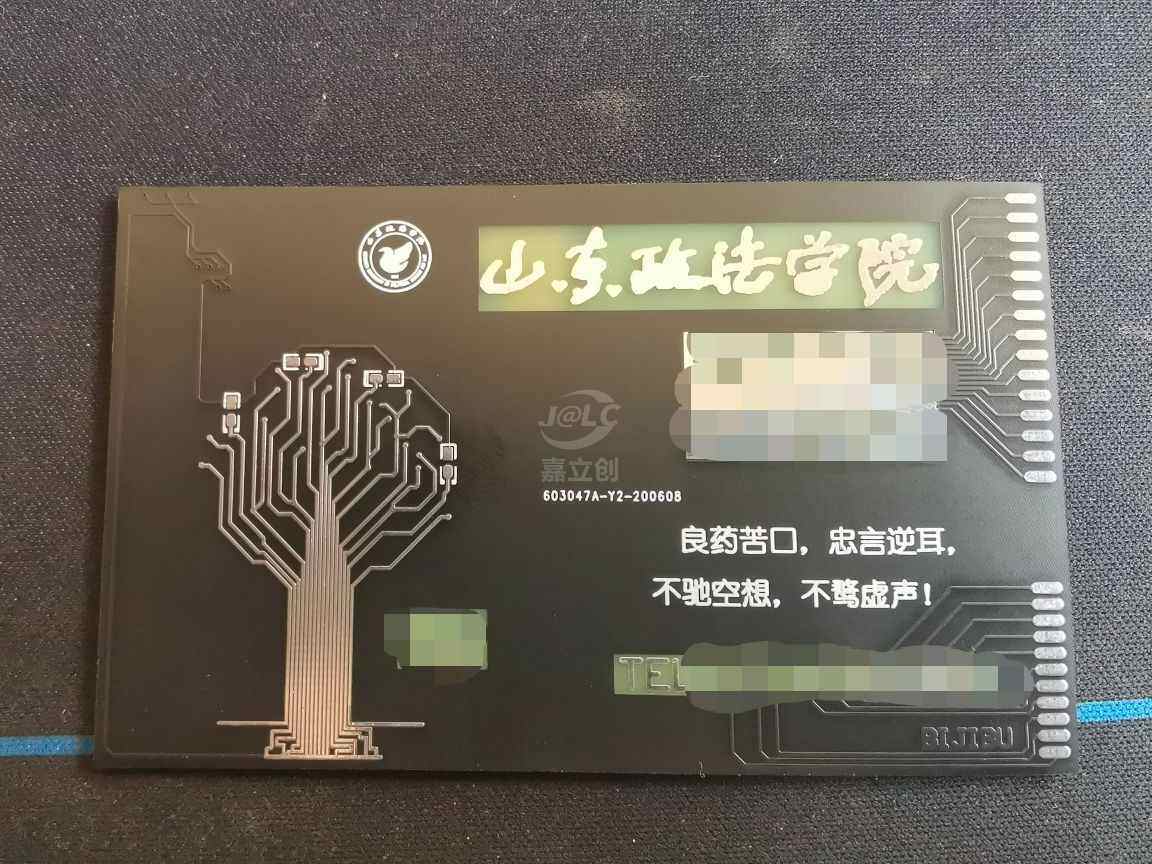 山东政法学院
J@LC
嘉立创
603047A-Y2-200608
良药苦口，忠言逆耳，
不驰空想，不骛虚声！
TEL
BIJIBU